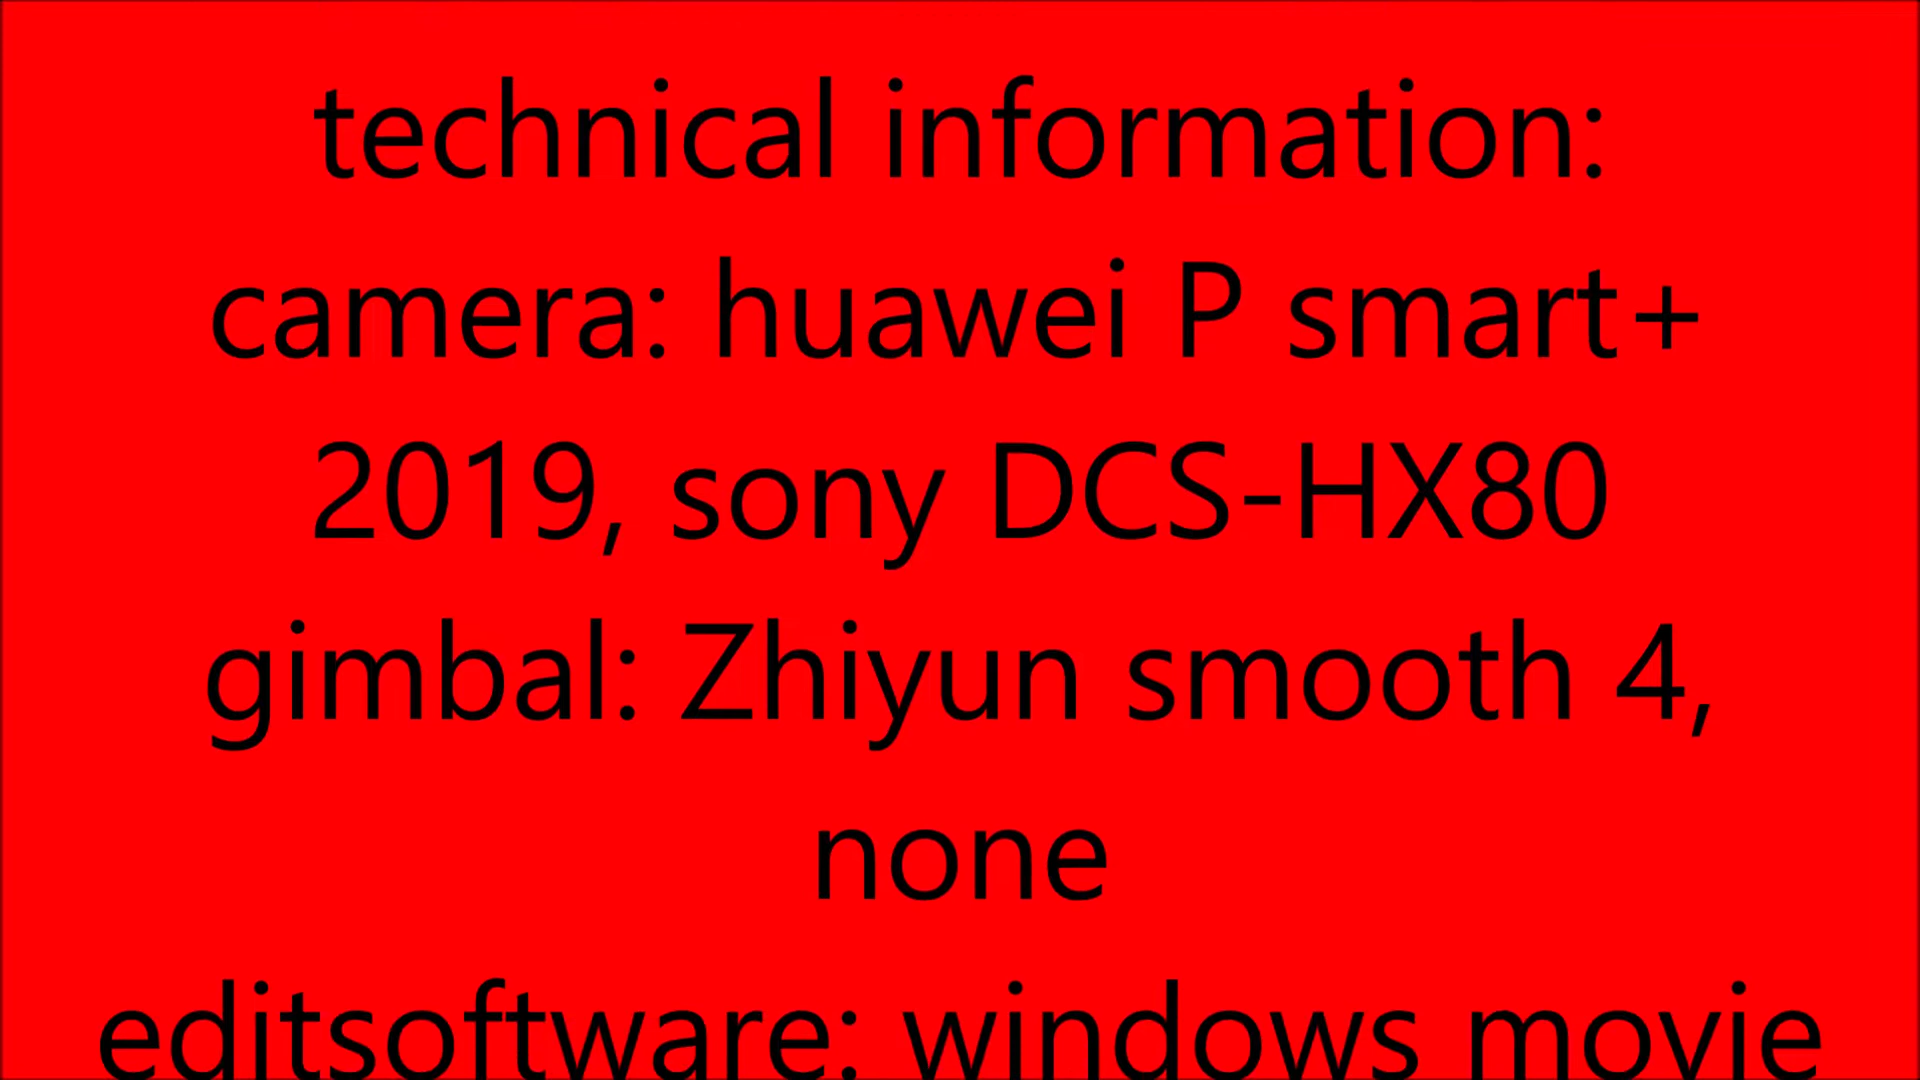 technical information:
camera: huawei P smart+
2019, sony DCS-HX80
gimbal: Zhiyun smooth 4,
none
editsoftware: windows movie